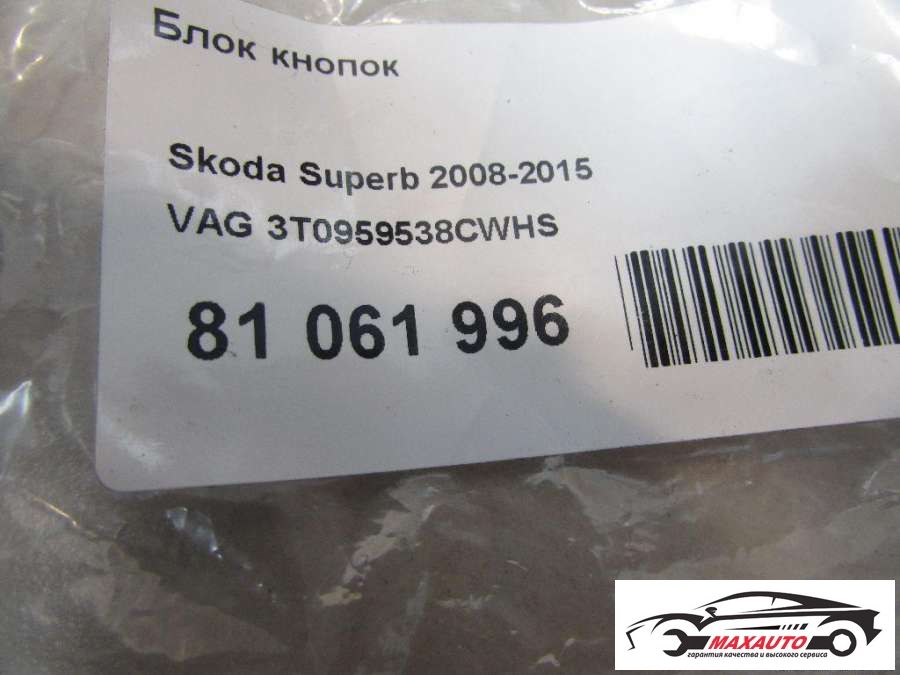 Блок кнопок
Skoda Superb 2008-2015
VAG 3T0959538CWHS
81 061 996
MAXAUTO
гарантия качества и высокого сервиса